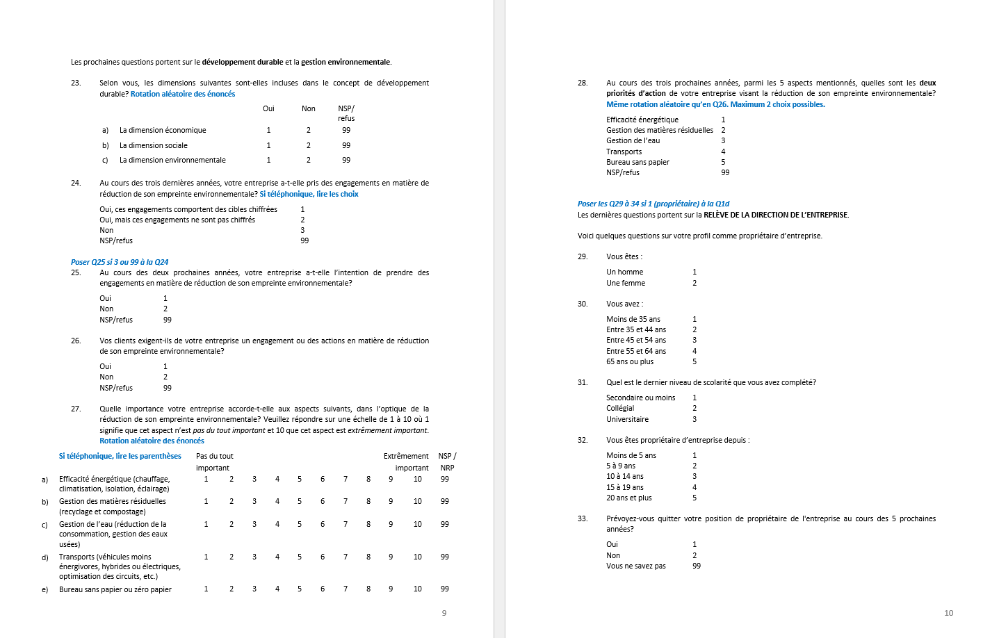 Les prochaines questions portent sur le développement durable et la gestion environnementale.
23. Selon vous, les dimensions suivantes sont-elles incluses dans le concept de développement
durable? Rotation aléatoire des énoncés
Oui Non NSP/
refus
a) La dimension économique 1 2 99
b) La dimension sociale 1 2 99
c) La dimension environnementale 1 2 99
24. Au cours des trois dernières années, votre entreprise a-t-elle pris des engagements en matière de
réduction de son empreinte environnementale? Si téléphonique, lire les choix
Oui, ces engagements comportent des cibles chiffrées 1
Oui, mais ces engagements ne sont pas chiffrés 2
Non 3
NSP/refus 99
Poser Q25 si 3 ou 99 à la Q24
25. Au cours des deux prochaines années, votre entreprise a-t-elle l'intention de prendre des
engagements en matière de réduction de son empreinte environnementale?
Oui 1
Non 2
NSP/refus 99
26. Vos clients exigent-ils de votre entreprise un engagement ou des actions en matière de réduction
de son empreinte environnementale?
Oui 1
Non 2
NSP/refus 99
27. Quelle importance votre entreprise accorde-t-elle aux aspects suivants, dans l'optique de la
réduction de son empreinte environnementale? Veuillez répondre sur une échelle de 1 à 10 où 1
signifie que cet aspect n'est pas du tout important et 10 que cet aspect est extrêmement important.
Rotation aléatoire des énoncés
Si téléphonique, lire les parenthèses Pas du tout Extrêmement NSP /
important important NRP
a) Efficacité énergétique (chauffage, 1 2 3 4 5 6 7 8 9 10 99
climatisation, isolation, éclairage)
b) Gestion des matières résiduelles 1 2 3 4 5 6 7 8 9 10 99
(recyclage et compostage)
c) Gestion de l'eau (réduction de la 1 2 3 4 5 6 7 8 9 10 99
consommation, gestion des eaux
usées)
d) Transports (véhicules moins 1 2 3 4 5 6 7 8 9 10 99
énergivores, hybrides ou électriques,
optimisation des circuits, etc.)
e) Bureau sans papier ou zéro papier 1 2 3 4 5 6 7 8 9 10 99
9
28. Au cours des trois prochaines années, parmi les 5 aspects mentionnés, quelles sont les deux
priorités d'action de votre entreprise visant la réduction de son empreinte environnementale?
Même rotation aléatoire qu'en Q26. Maximum 2 choix possibles.
Efficacité énergétique 1
Gestion des matières résiduelles 2
Gestion de l'eau 3
Transports 4
Bureau sans papier 5
NSP/refus 99
Poser les Q29 à 34 si 1 (propriétaire) à la Q1d
Les dernières questions portent sur la RELÈVE DE LA DIRECTION DE L'ENTREPRISE.
Voici quelques questions sur votre profil comme propriétaire d'entreprise.
29. Vous êtes :
Un homme 1
Une femme 2
30. Vous avez :
Moins de 35 ans 1
Entre 35 et 44 ans 2
Entre 45 et 54 ans 3
Entre 55 et 64 ans 4
65 ans ou plus 5
31. Quel est le dernier niveau de scolarité que vous avez complété?
Secondaire ou moins 1
Collégial 2
Universitaire 3
32. Vous êtes propriétaire d'entreprise depuis :
Moins de 5 ans 1
5 à 9 ans 2
10 à 14 ans 3
15 à 19 ans 4
20 ans et plus 5
33. Prévoyez-vous quitter votre position de propriétaire de l'entreprise au cours des 5 prochaines
années?
Oui 1
Non 2
Vous ne savez pas 99
10